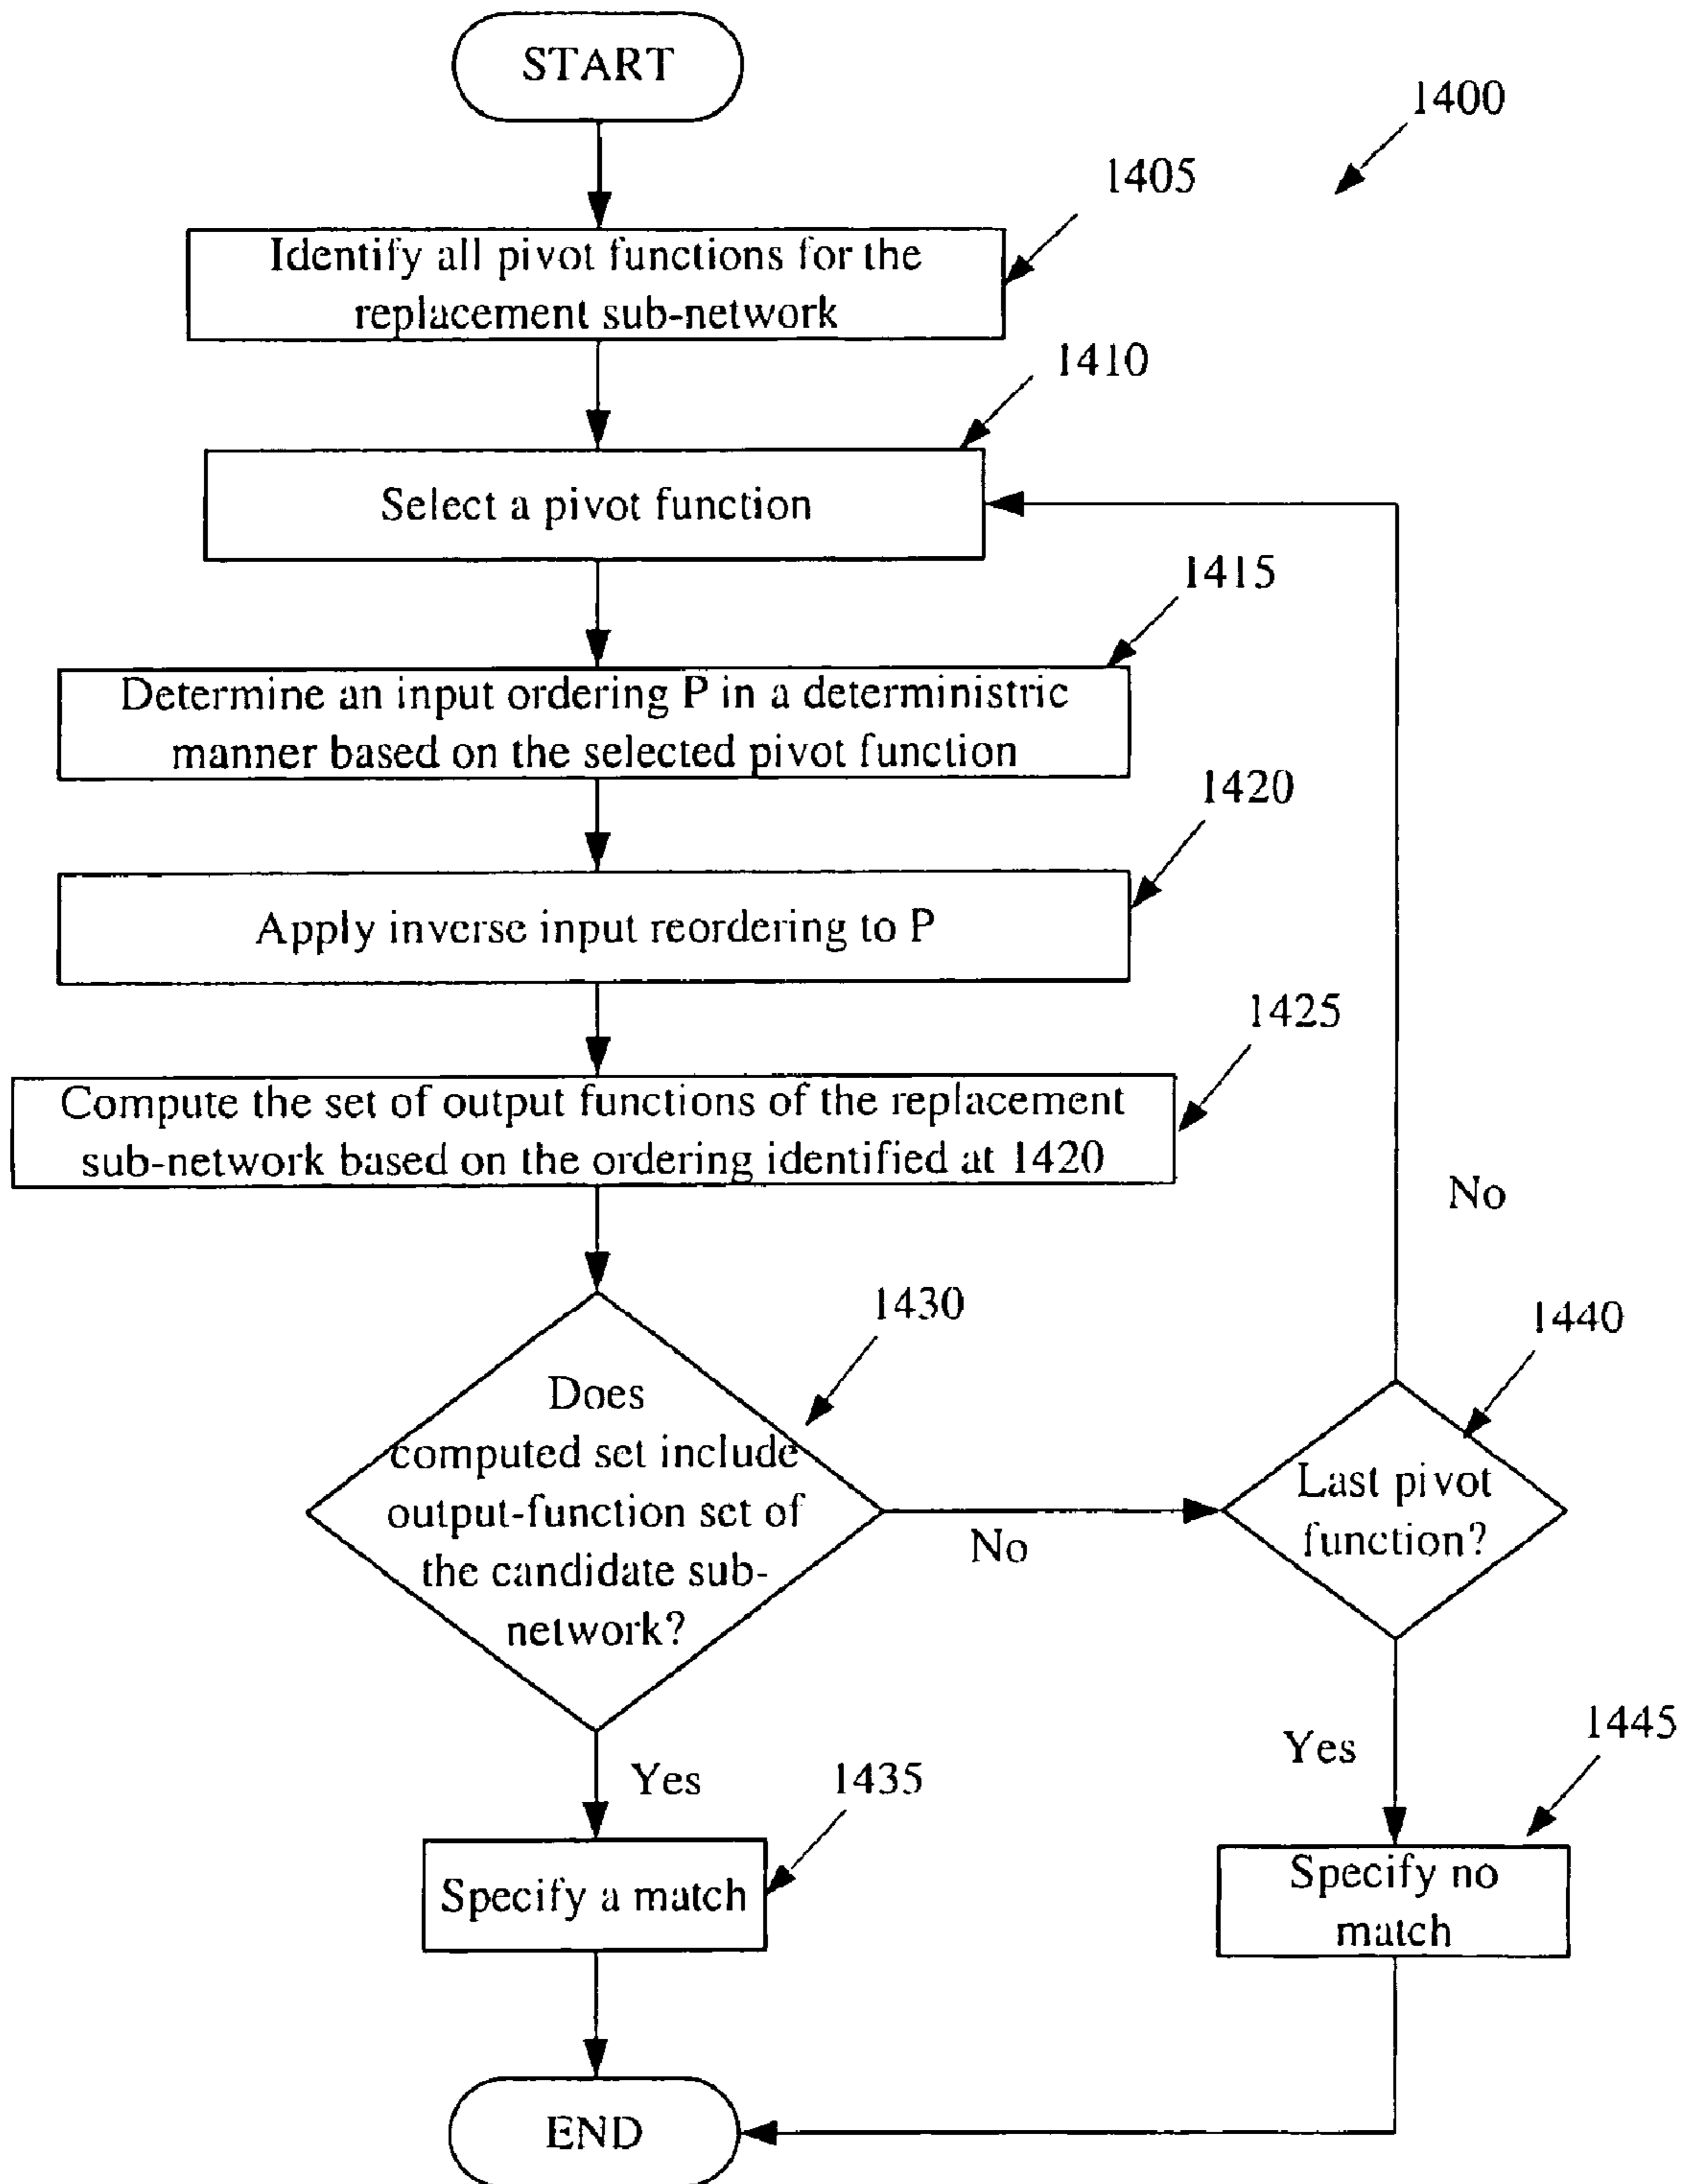 START
1400
1405
Identify all pivot functions for the
replacement sub-network
1410
Select a pivot function
1415
Determine an input ordering P in a deterministric
manner based on the selected pivot function
1420
Apply inverse input reordering to P
1425
Compute the set of output functions of the replacement
sub-network based on the ordering identified at 1420
No
1430
1440
Does
computed set include
output-function set of
the candidate sub-
network?
No
Last pivot
function?
Yes
1435
Yes
1445
Specify a match
Specify no
match
END